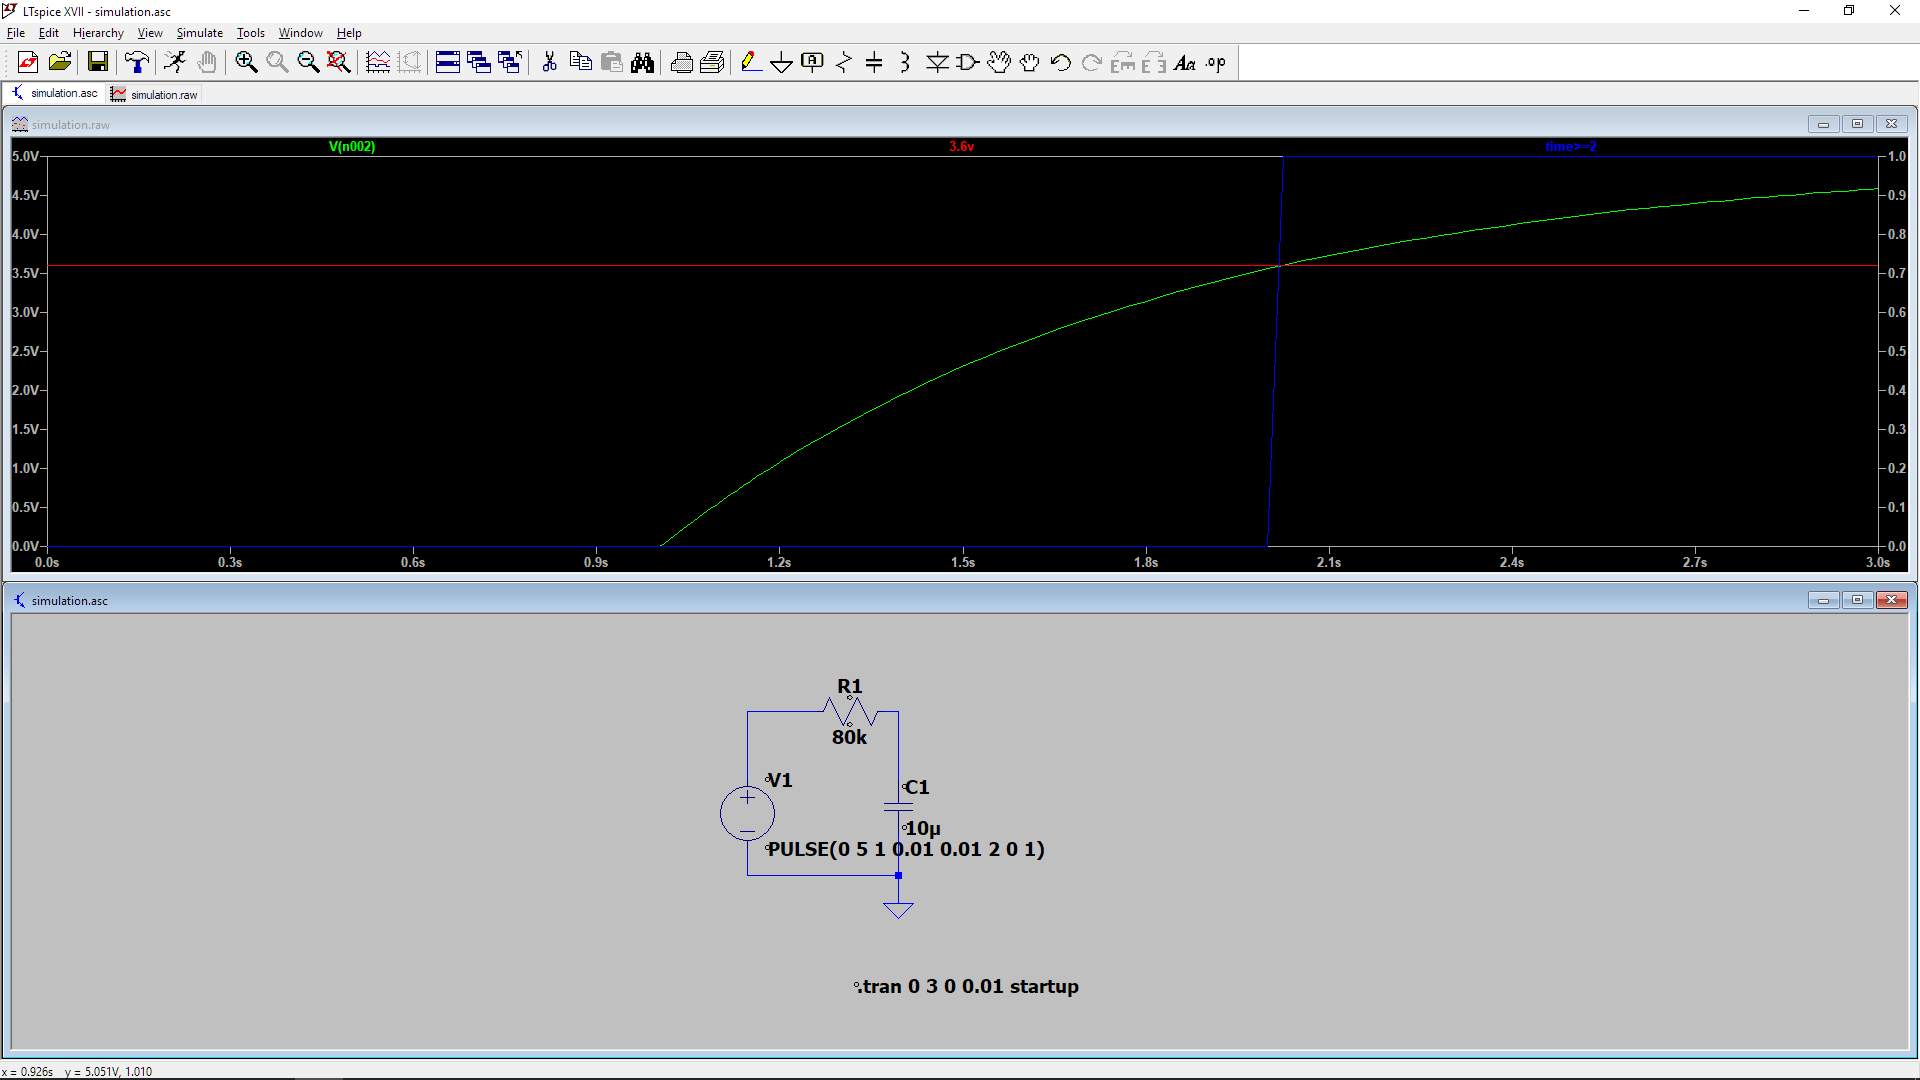 LTspice XVII - simulation.asc
File Edit Hierarchy View Simulate Tools Window Help
simulation.asc simulation.raw
simulation.raw
V(n002) 3.6v time>=2
5.0V 1.0
4.5V 0.9
4.0V 0.8
3.5V 0.7
3.0V 0.6
2.5V 0.5
2.0V 0.4
1.5V 0.3
1.0V 0.2
0.5V 0.1
0.0V 0.0
0.0s 0.3s 0.6s 0.9s 1.2s 1.5s 1.8s 2.1s 2.4s 2.7s 3.0s
simulation.asc
R1
80k
V1
C1
10µ
PULSE(0 5 1 0.01 0.01 2 0 1)
.tran 0 3 0 0.01 startup
x = 0.926s y = 5.051V, 1.010